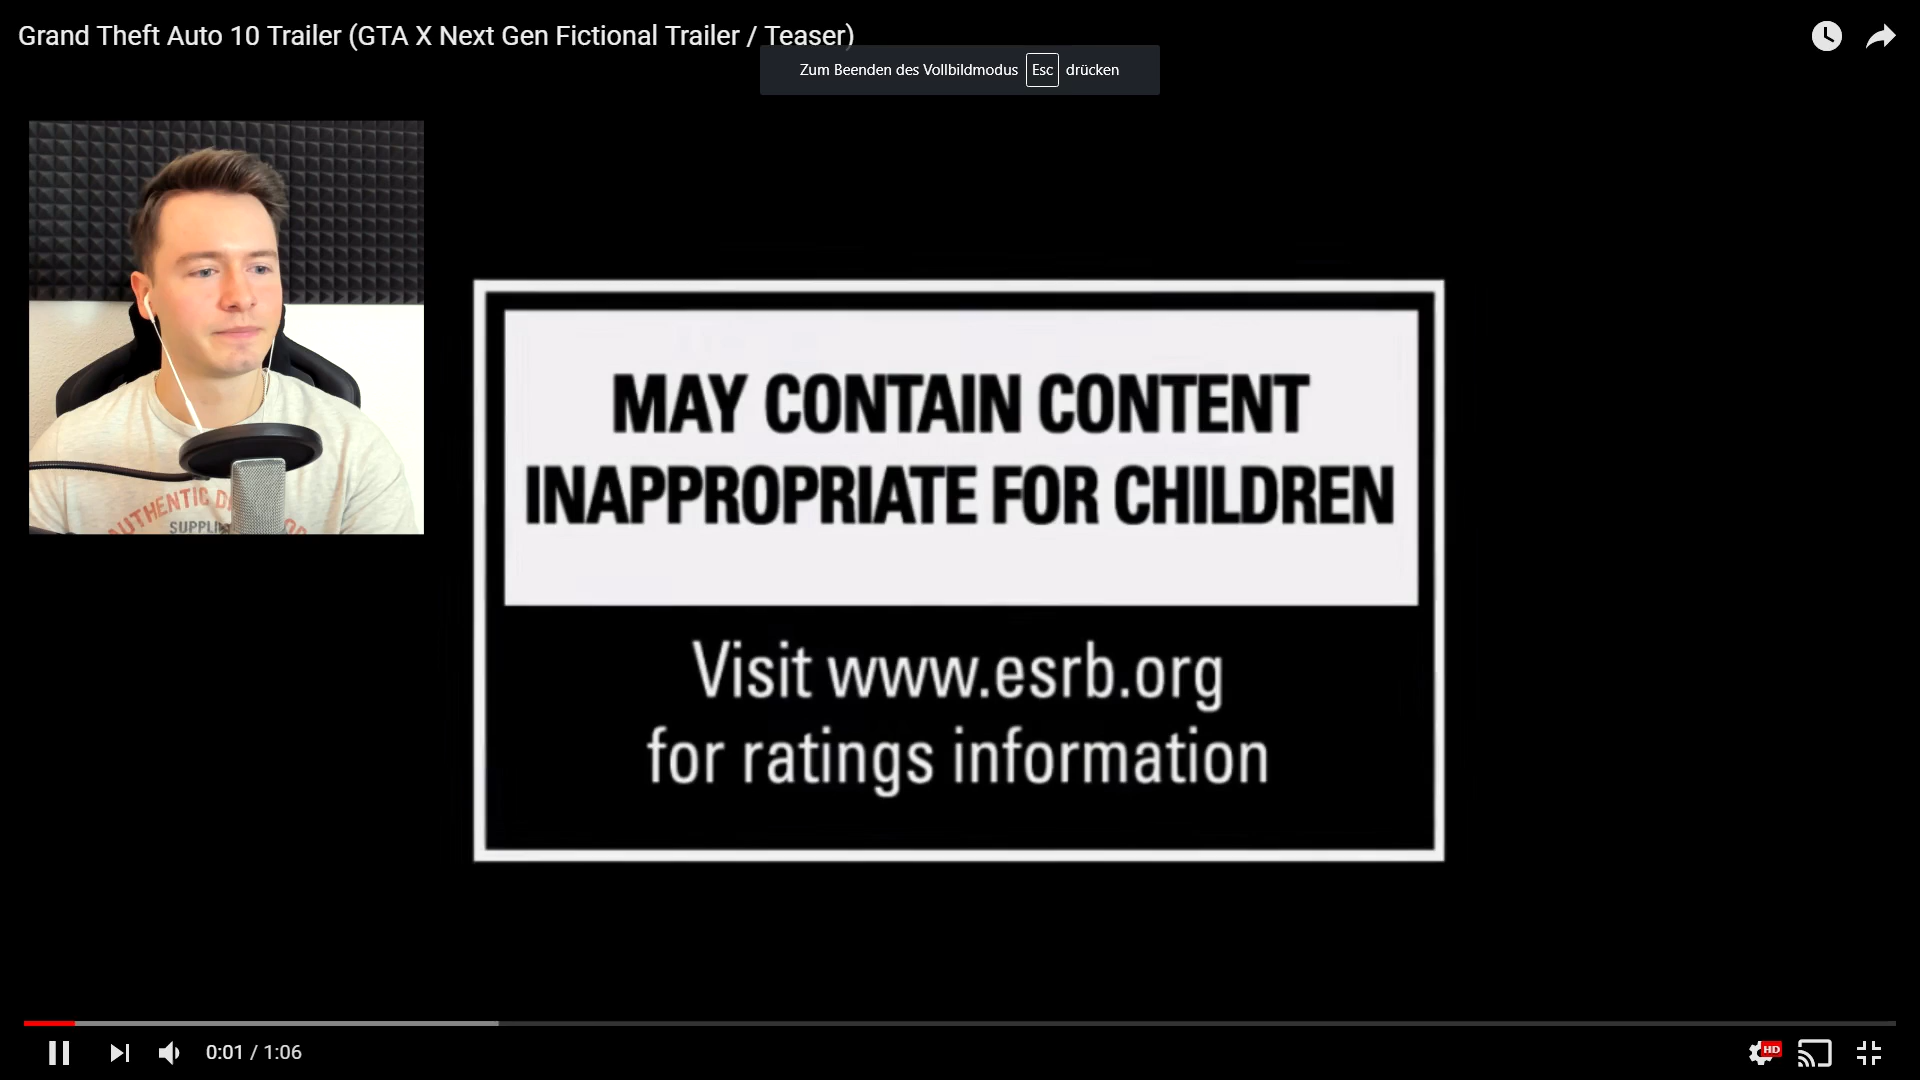 Grand Theft Auto 10 Trailer (GTA X Next Gen Fictional Trailer / Teaser)
Zum Beenden des Vollbildmodus Esc drücken
MAY CONTAIN CONTENT
INAPPROPRIATE FOR CHILDREN
Visit www.esrb.org
for ratings information
AUTHENTIC
0:01 / 1:06
HD